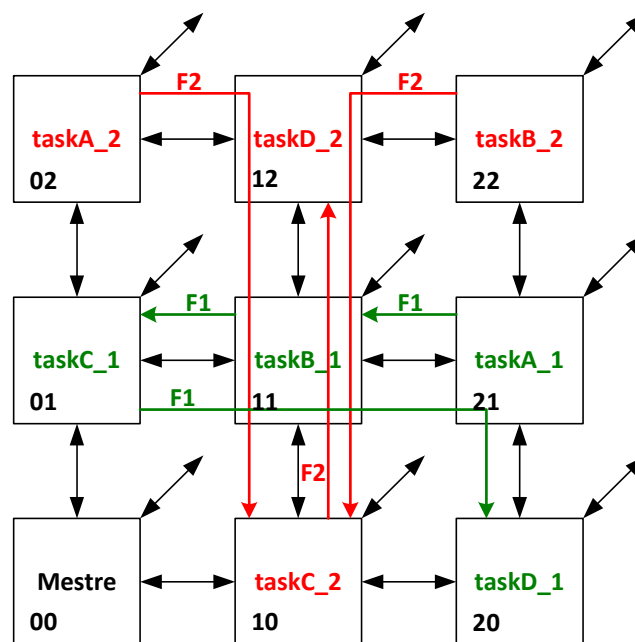 F2 F2
taskA_2 taskD_2 taskB_2
02 12 22
F1 F1
taskC_1 taskB_1 taskA_1
F1
01 11 21
F2
Mestre taskC_2 taskD_1
00 10 20